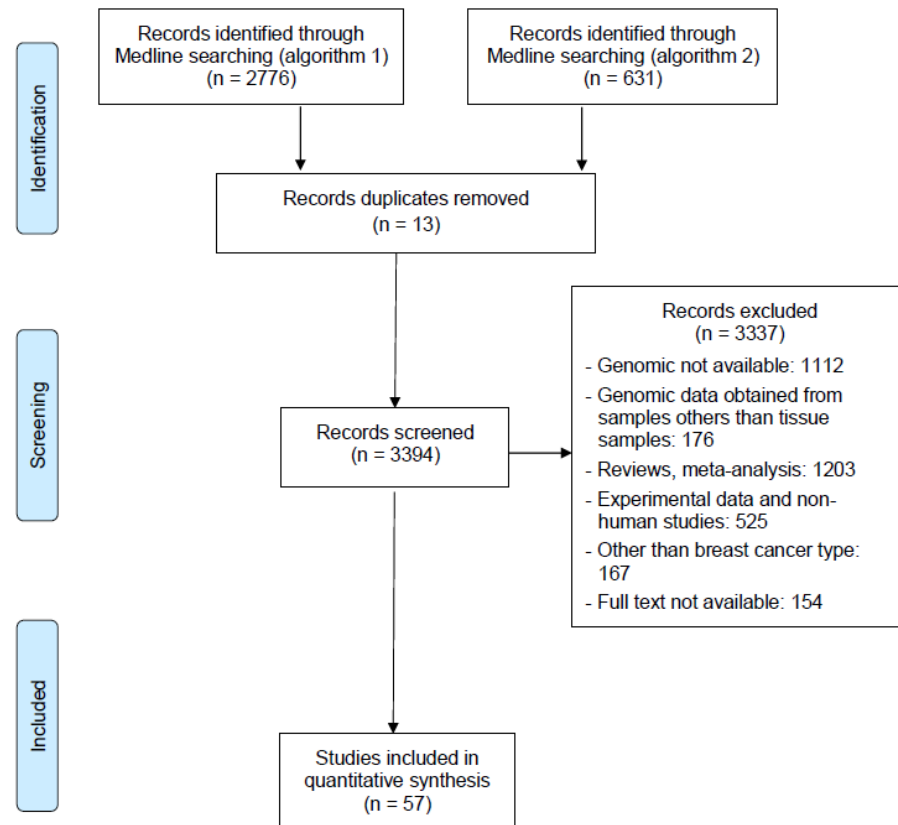 Identification
Records identified through
Medline searching (algorithm 1)
(n = 2776)
Records identified through
Medline searching (algorithm 2)
(n = 631)
Records duplicates removed
(n = 13)
Screening
Records screened
(n = 3394)
Records excluded
(n = 3337)
- Genomic not available: 1112
- Genomic data obtained from
samples others than tissue
samples: 176
- Reviews, meta-analysis: 1203
- Experimental data and non-
human studies: 525
- Other than breast cancer type:
167
- Full text not available: 154
Included
Studies included in
quantitative synthesis
(n = 57)